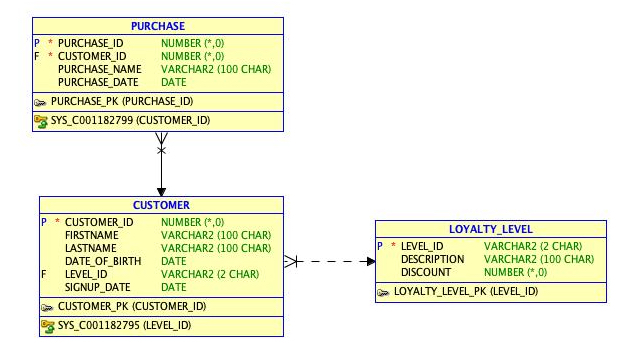 PURCHASE
P * PURCHASE_ID NUMBER (*,0)
F * CUSTOMER_ID NUMBER (*,0)
PURCHASE_NAME VARCHAR2 (100 CHAR)
PURCHASE_DATE DATE
PURCHASE_PK (PURCHASE_ID)
SYS_C001182799 (CUSTOMER_ID)
CUSTOMER
P * CUSTOMER_ID NUMBER (*,0)
FIRSTNAME VARCHAR2 (100 CHAR)
LASTNAME VARCHAR2 (100 CHAR)
DATE_OF_BIRTH DATE
F LEVEL_ID VARCHAR2 (2 CHAR)
SIGNUP_DATE DATE
CUSTOMER_PK (CUSTOMER_ID)
SYS_C001182795 (LEVEL_ID)
LOYALTY_LEVEL
P * LEVEL_ID VARCHAR2 (2 CHAR)
DESCRIPTION VARCHAR2 (100 CHAR)
DISCOUNT NUMBER (*,0)
LOYALTY_LEVEL_PK (LEVEL_ID)